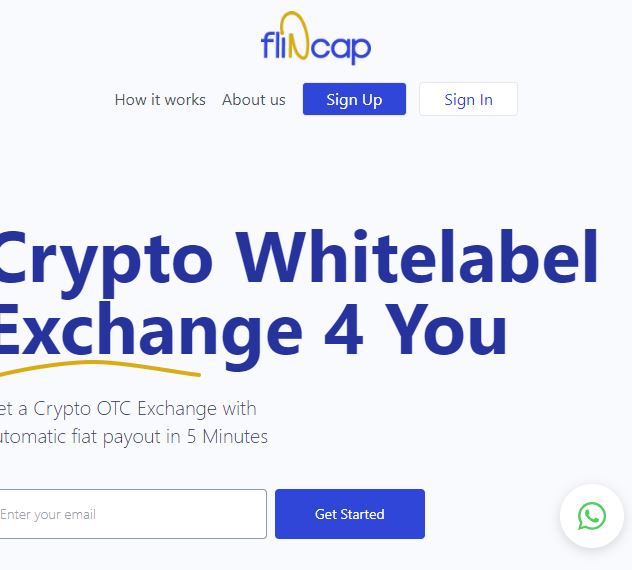 flincap
How it works About us Sign Up Sign In
Crypto Whitelabel
Exchange 4 You
et a Crypto OTC Exchange with
utomatic fiat payout in 5 Minutes
Enter your email Get Started